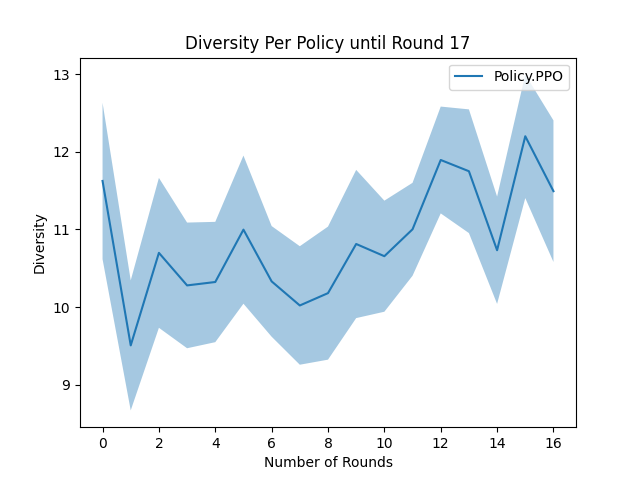 Diversity Per Policy until Round 17
Policy.PPO
13
12
11
10
9
Diversity
0 2 4 6 8 10 12 14 16
Number of Rounds